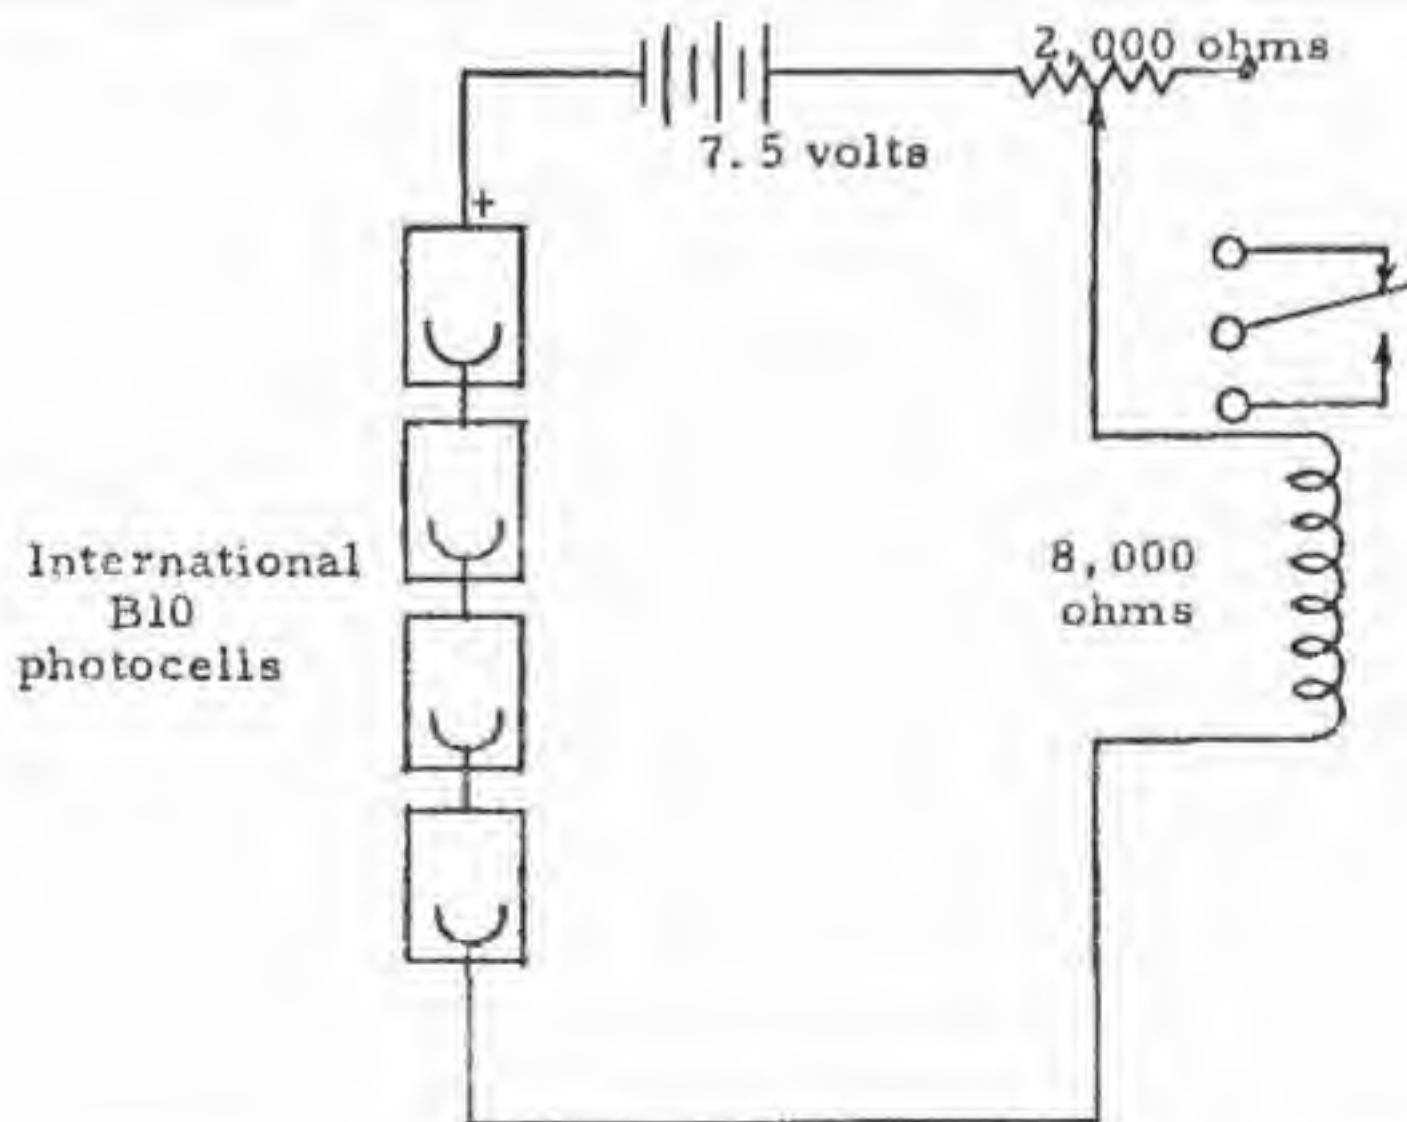 2,000 ohms
7.5 volts
+
International
B10
photocells
8,000
ohms